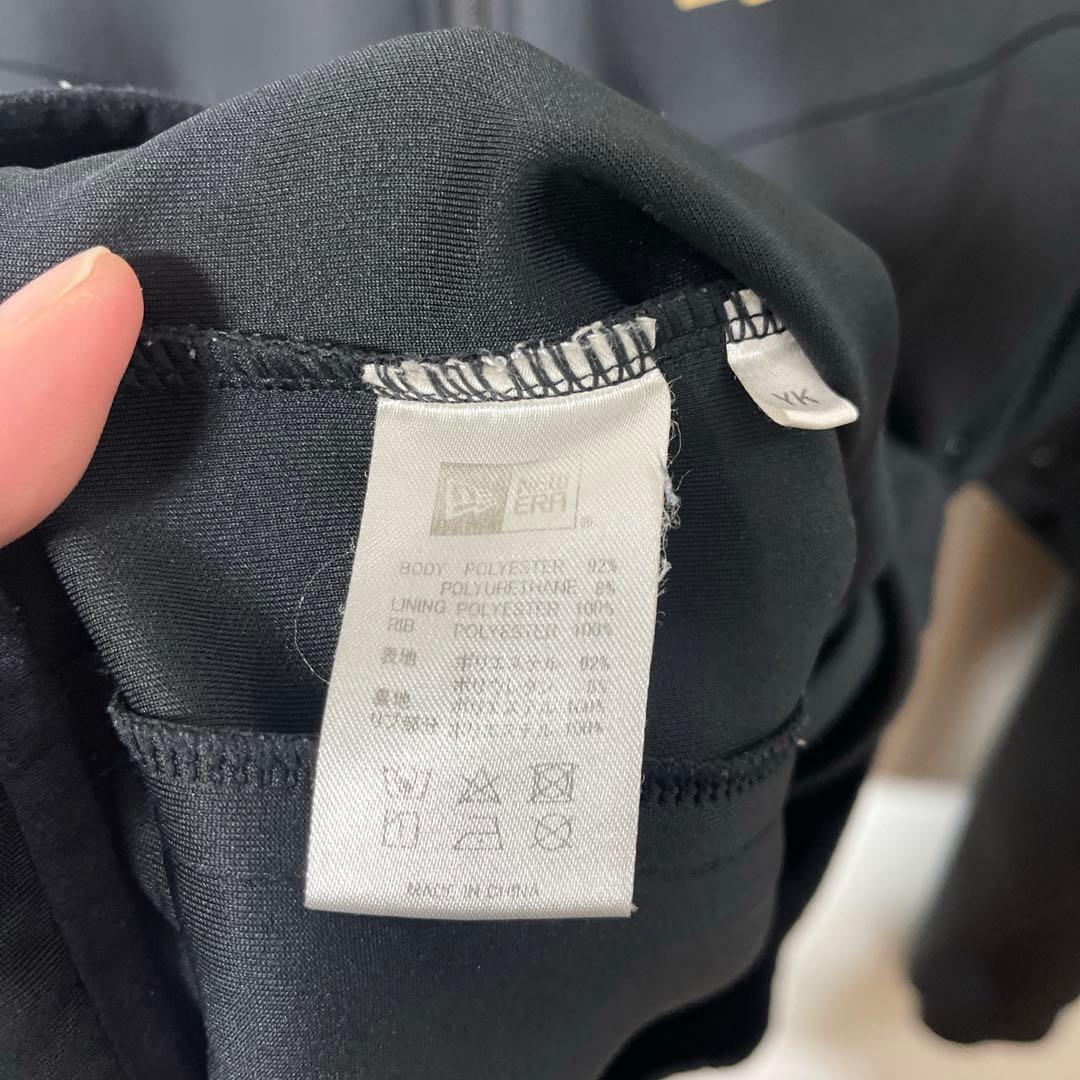 YK
NEW ERA
®
BODY POLYESTER 92%
POLYURETHANE 8%
LINING POLYESTER 100%
RIB POLYESTER 100%
表地 ポリエステル 92%
ポリウレタン 8%
裏地 ポリエステル 100%
リブ部分 ポリエステル 100%
MADE IN CHINA